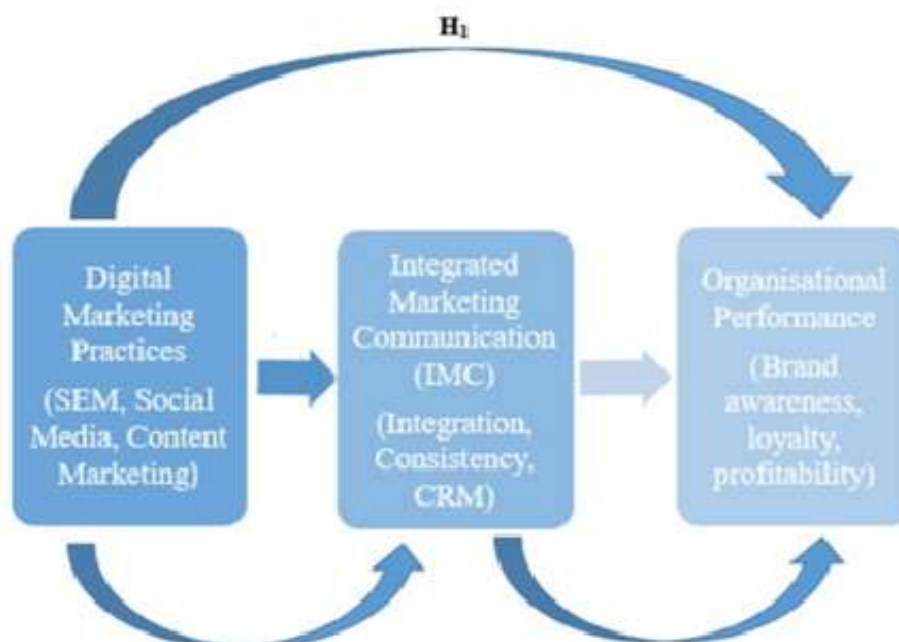 H₁
Digital
Marketing
Practices
(SEM, Social
Media, Content
Marketing)
Integrated
Marketing
Communication
(IMC)
(Integration,
Consistency,
CRM)
Organisational
Performance
(Brand
awareness,
loyalty,
profitability)